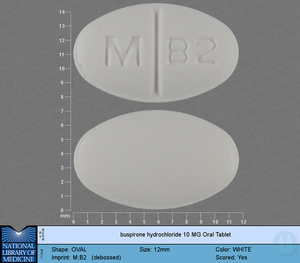 14
13
12
11
10
9
8
7
6
5
4
3
2
1
0
mm
M B2
0 1 2 3 4 5 6 7 8 9 10 11 12
buspirone hydrochloride 10 MG Oral Tablet
NATIONAL
LIBRARY OF
MEDICINE
Shape: OVAL Size: 12mm Color: WHITE
Imprint: M;B2 (debossed) Scored: Yes